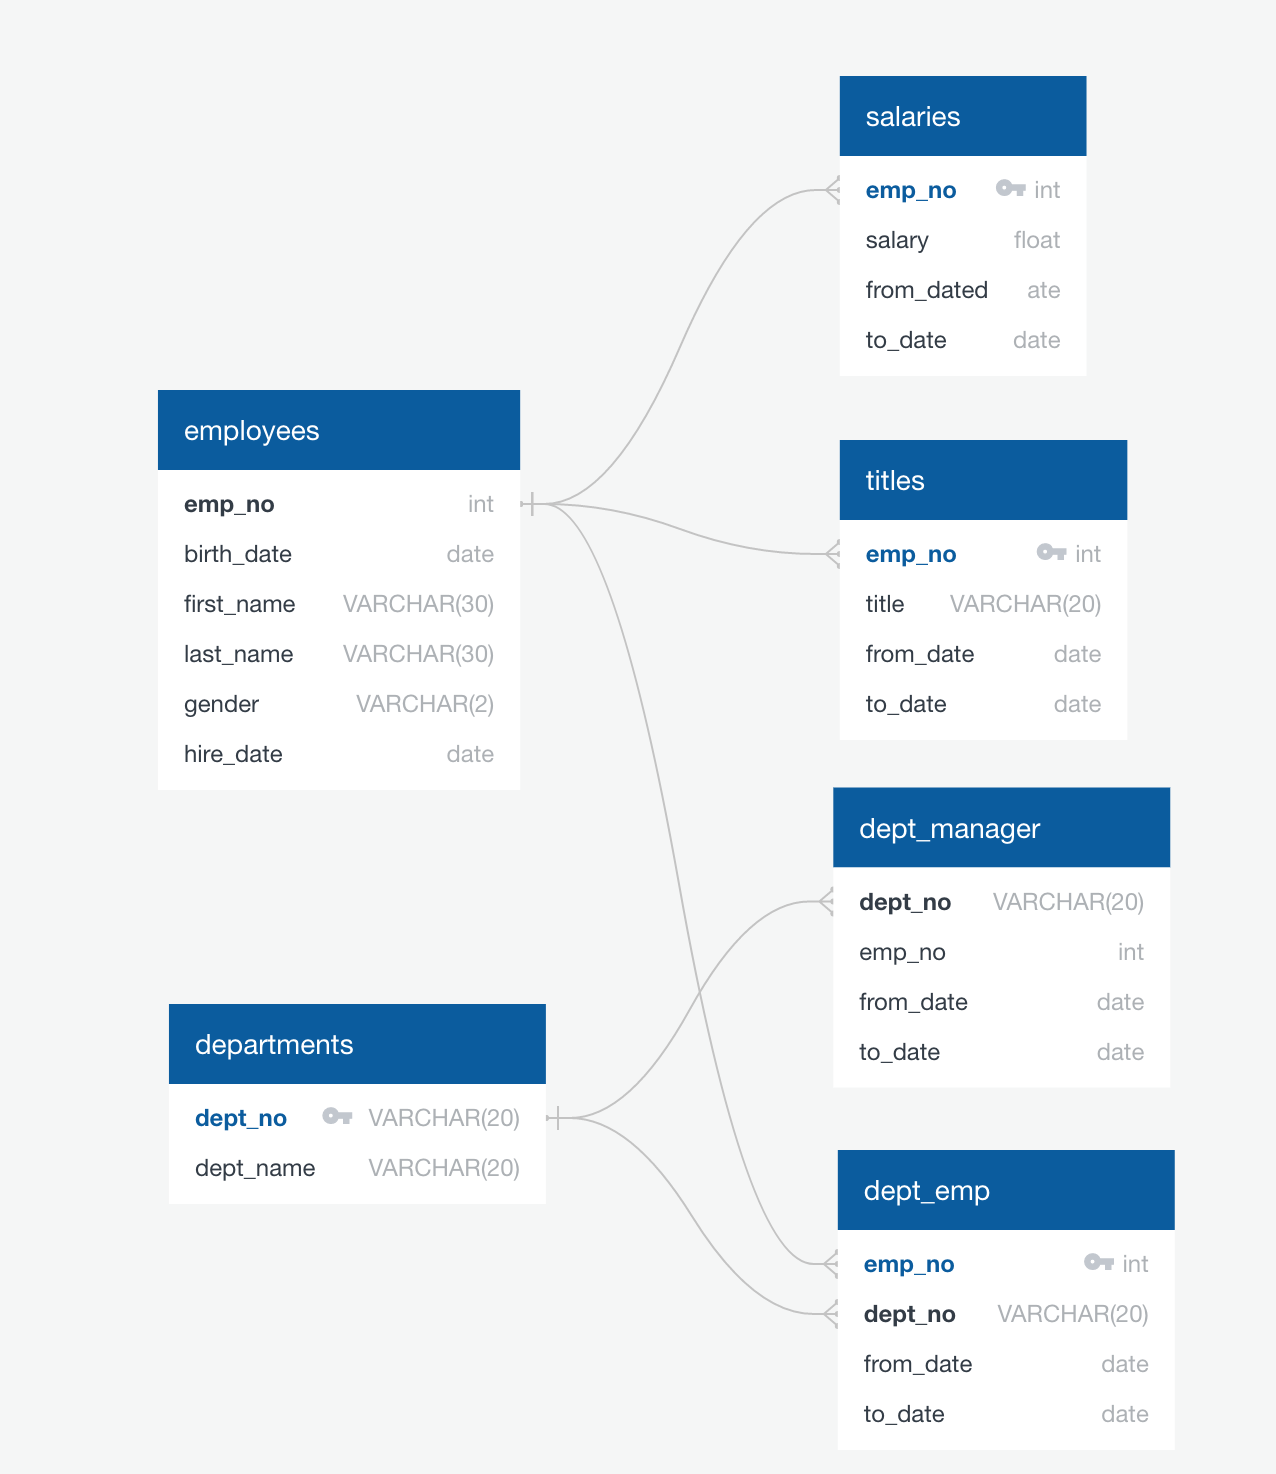 salaries
emp_no int
salary float
from_dated ate
to_date date
employees
emp_no int
birth_date date
first_name VARCHAR(30)
last_name VARCHAR(30)
gender VARCHAR(2)
hire_date date
titles
emp_no int
title VARCHAR(20)
from_date date
to_date date
dept_manager
dept_no VARCHAR(20)
emp_no int
from_date date
to_date date
departments
dept_no VARCHAR(20)
dept_name VARCHAR(20)
dept_emp
emp_no int
dept_no VARCHAR(20)
from_date date
to_date date